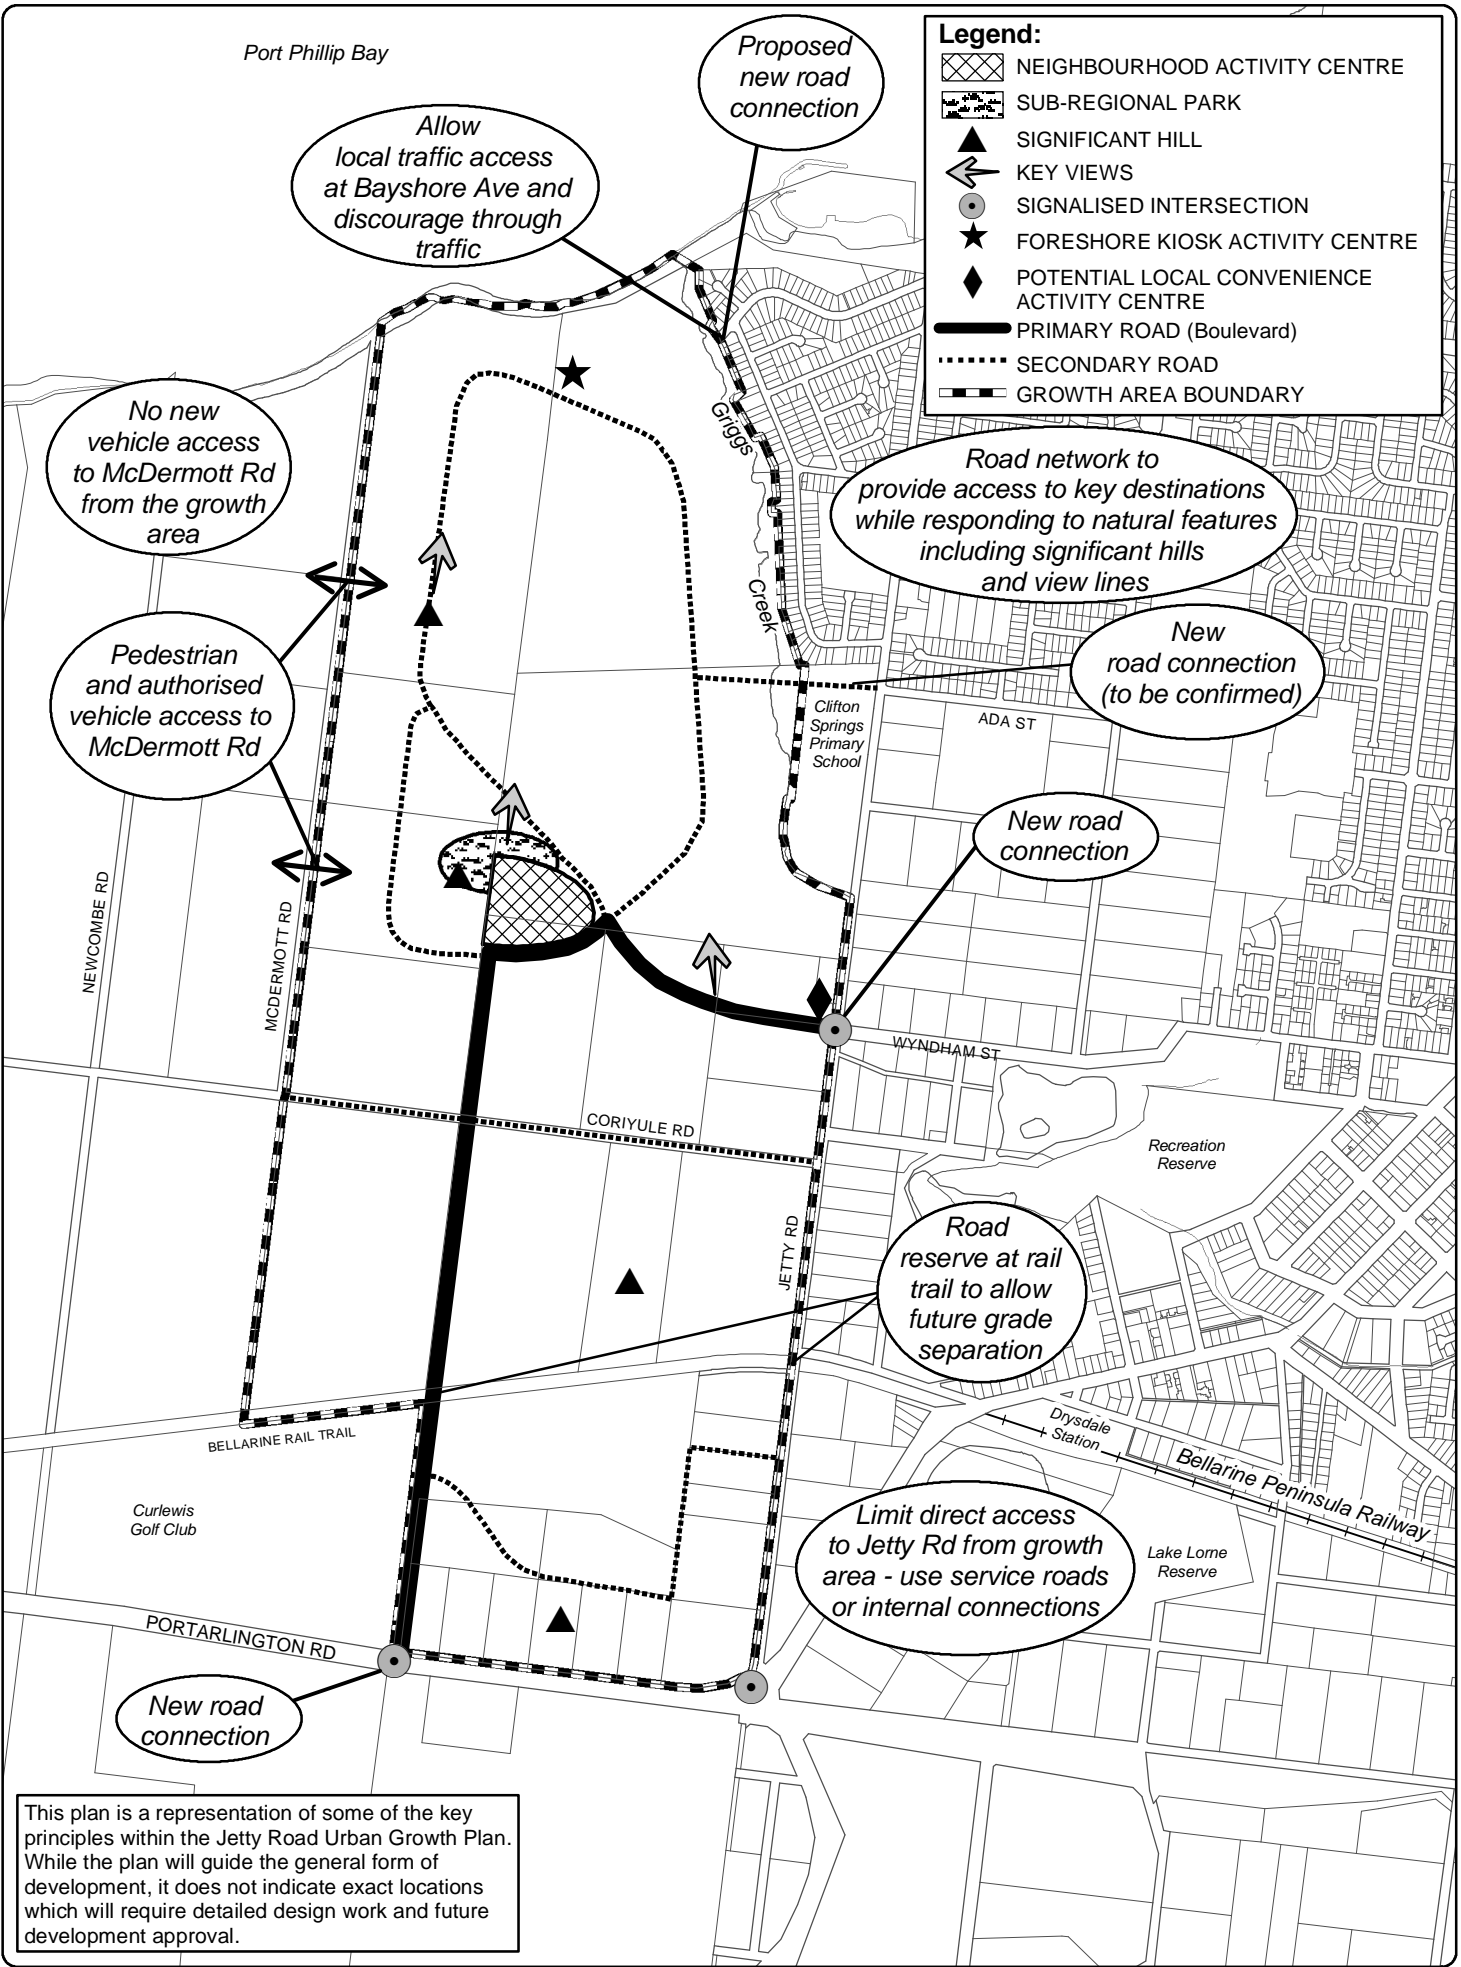 Port Phillip Bay
Proposed
new road
connection
Legend:
NEIGHBOURHOOD ACTIVITY CENTRE
SUB-REGIONAL PARK
SIGNIFICANT HILL
KEY VIEWS
SIGNALISED INTERSECTION
FORESHORE KIOSK ACTIVITY CENTRE
POTENTIAL LOCAL CONVENIENCE
ACTIVITY CENTRE
PRIMARY ROAD (Boulevard)
SECONDARY ROAD
GROWTH AREA BOUNDARY
Allow
local traffic access
at Bayshore Ave and
discourage through
traffic
No new
vehicle access
to McDermott Rd
from the growth
area
Griggs
Creek
Road network to
provide access to key destinations
while responding to natural features
including significant hills
and view lines
Pedestrian
and authorised
vehicle access to
McDermott Rd
New
road connection
(to be confirmed)
Clifton
Springs
Primary
School
ADA ST
New road
connection
NEWCOMBE RD
MCDERMOTT RD
WYNDHAM ST
CORIYULE RD
Recreation
Reserve
JETTY RD
Road
reserve at rail
trail to allow
future grade
separation
BELLARINE RAIL TRAIL
Drysdale
Station
Bellarine Peninsula Railway
Curlewis
Golf Club
Limit direct access
to Jetty Rd from growth
area - use service roads
or internal connections
Lake Lorne
Reserve
PORTARLINGTON RD
New road
connection
This plan is a representation of some of the key
principles within the Jetty Road Urban Growth Plan.
While the plan will guide the general form of
development, it does not indicate exact locations
which will require detailed design work and future
development approval.